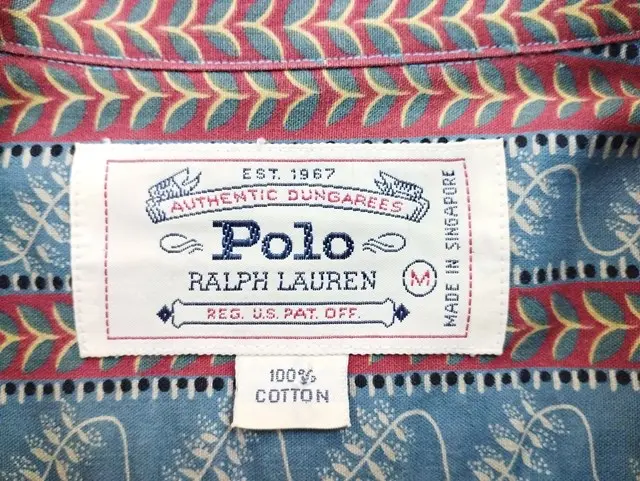 EST. 1967
AUTHENTIC DUNGAREES
Polo
RALPH LAUREN
M
REG. U.S. PAT. OFF.
MADE IN SINGAPORE
100%
COTTON